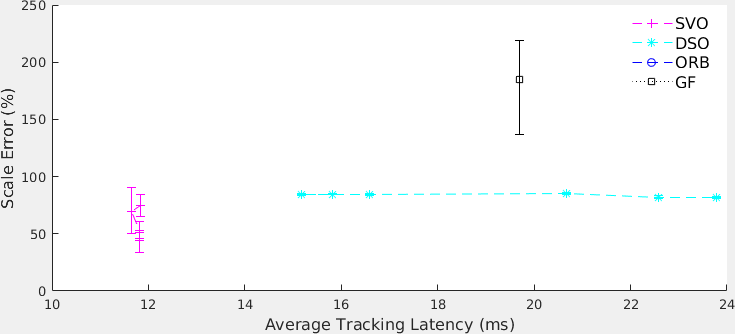 250
200
150
100
50
0
Scale Error (%)
SVO
DSO
ORB
GF
10 12 14 16 18 20 22 24
Average Tracking Latency (ms)